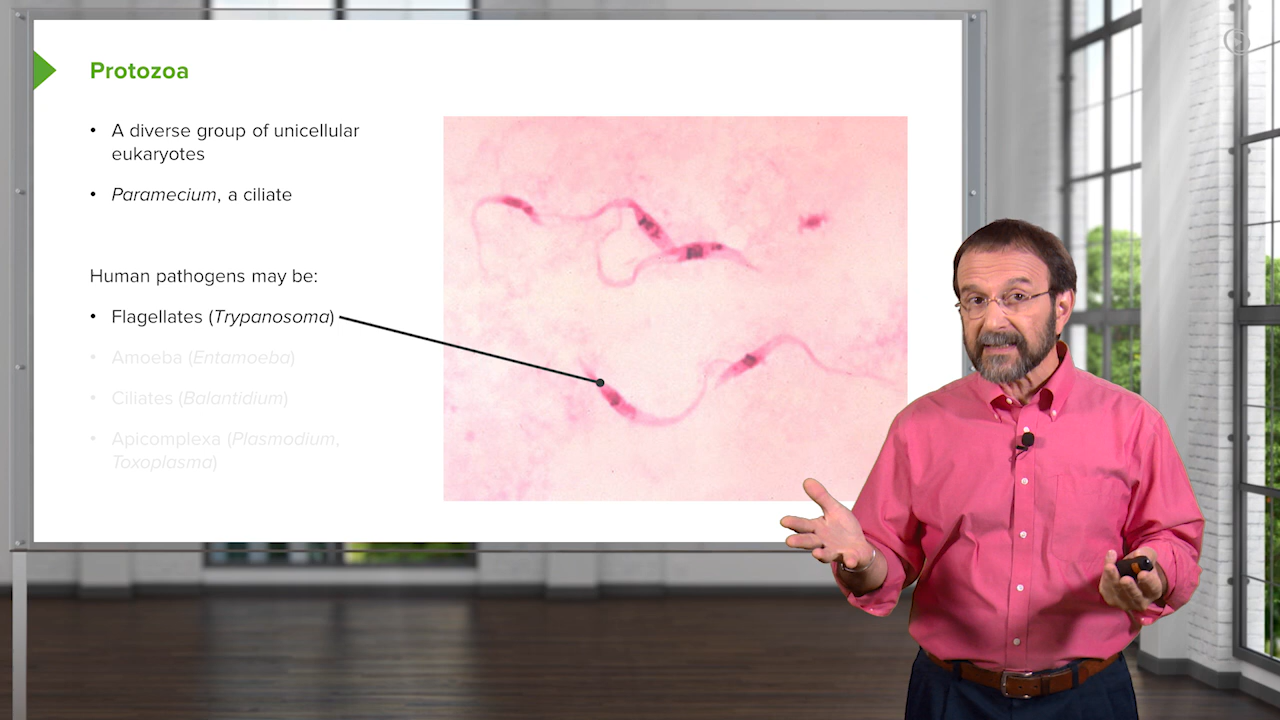 Protozoa
• A diverse group of unicellular
eukaryotes
• Paramecium, a ciliate
Human pathogens may be:
• Flagellates (Trypanosoma)
• Amoeba (Entamoeba)
• Ciliates (Balantidium)
• Apicomplexa (Plasmodium,
Toxoplasma)